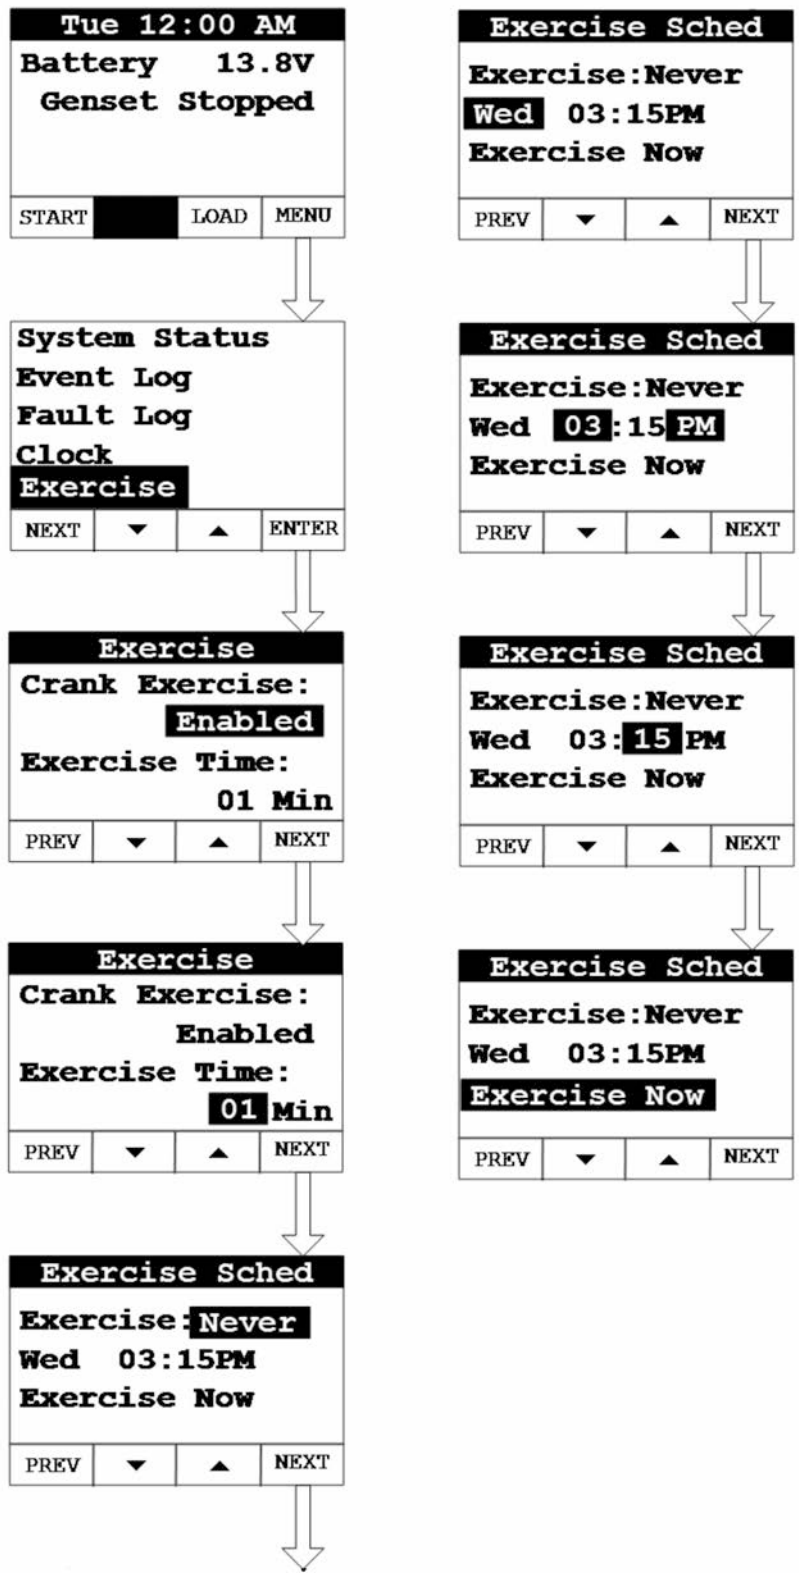 Tue 12:00 AM
Battery 13.8V
Genset Stopped
START LOAD MENU
System Status
Event Log
Fault Log
Clock
Exercise
NEXT ▼ ▲ ENTER
Exercise
Crank Exercise:
Enabled
Exercise Time:
01 Min
PREV ▼ ▲ NEXT
Exercise
Crank Exercise:
Enabled
Exercise Time:
01 Min
PREV ▼ ▲ NEXT
Exercise Sched
Exercise:Never
Wed 03:15PM
Exercise Now
PREV ▼ ▲ NEXT
Exercise Sched
Exercise:Never
Wed 03:15PM
Exercise Now
PREV ▼ ▲ NEXT
Exercise Sched
Exercise:Never
Wed 03:15PM
Exercise Now
PREV ▼ ▲ NEXT
Exercise Sched
Exercise:Never
Wed 03:15PM
Exercise Now
PREV ▼ ▲ NEXT
Exercise Sched
Exercise:Never
Wed 03:15PM
Exercise Now
PREV ▼ ▲ NEXT